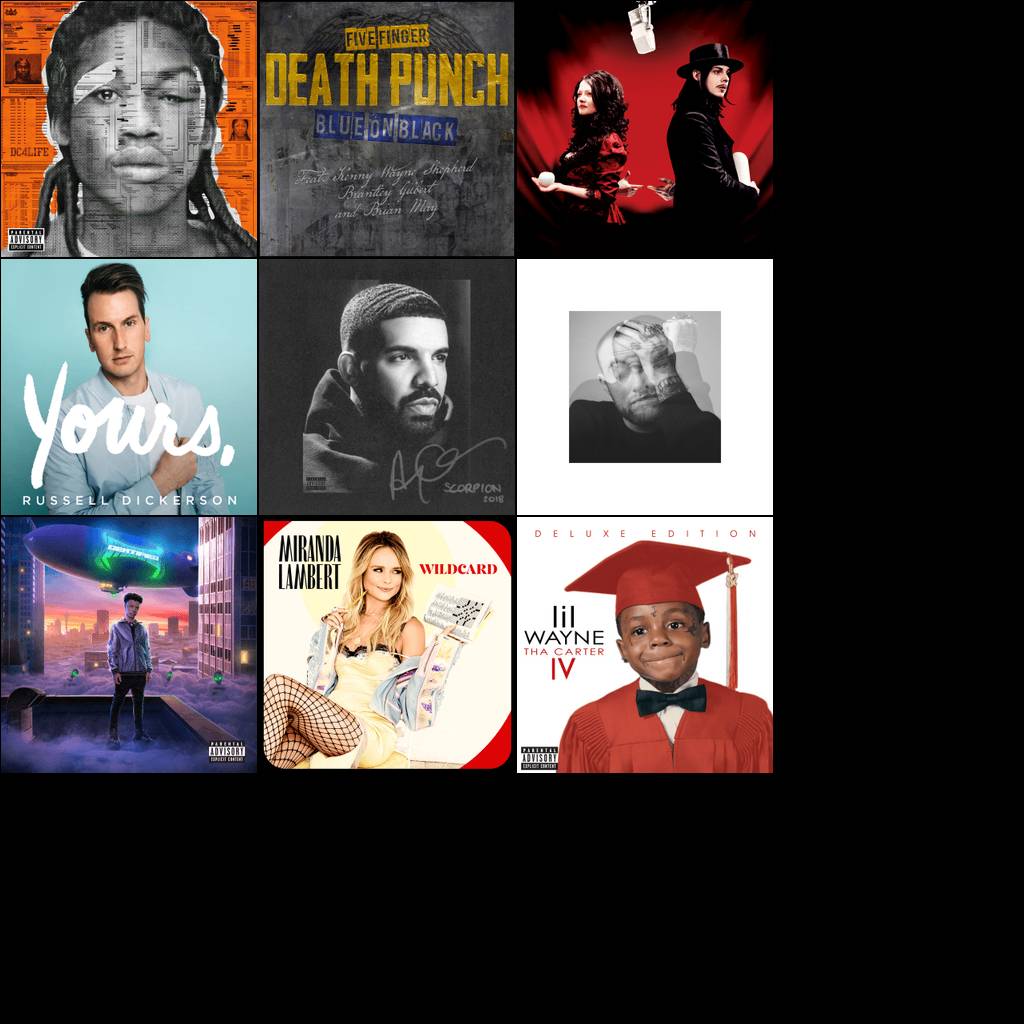 DC4LIFE
PARENTAL
ADVISORY
EXPLICIT CONTENT
FIVE FINGER
DEATH PUNCH
BLUE ON BLACK
Feat. Kenny Wayne Shepherd
Brantley Gilbert
and Brian May
Yours,
RUSSELL DICKERSON
SCORPION
2018
CERTIFIED
PARENTAL
ADVISORY
EXPLICIT CONTENT
MIRANDA
LAMBERT
WILDCARD
DELUXE EDITION
lil
WAYNE
THA CARTER
IV
PARENTAL
ADVISORY
EXPLICIT CONTENT